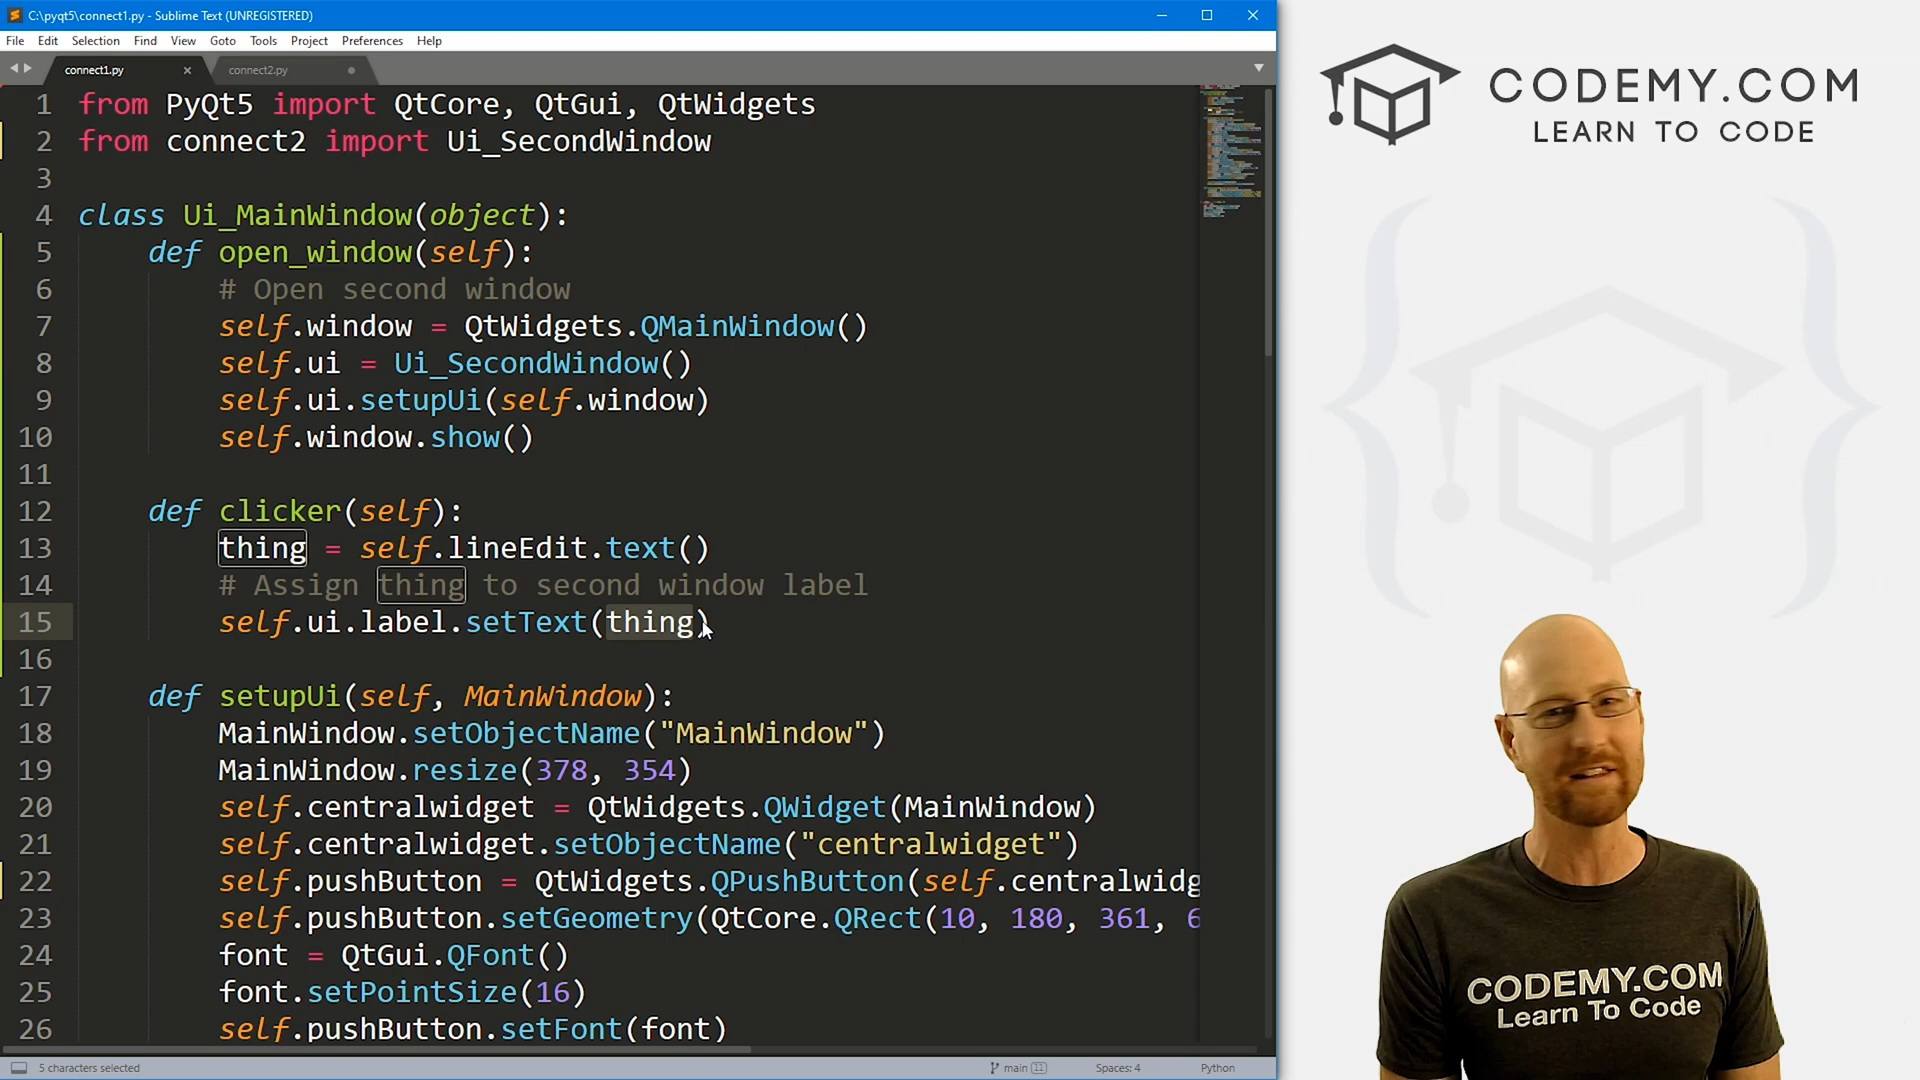 C:\pyqt5\connect1.py - Sublime Text (UNREGISTERED)
File Edit Selection Find View Goto Tools Project Preferences Help
connect1.py
connect2.py
1 from PyQt5 import QtCore, QtGui, QtWidgets
2 from connect2 import Ui_SecondWindow
3
4 class Ui_MainWindow(object):
5 def open_window(self):
6 # Open second window
7 self.window = QtWidgets.QMainWindow()
8 self.ui = Ui_SecondWindow()
9 self.ui.setupUi(self.window)
10 self.window.show()
11
12 def clicker(self):
13 thing = self.lineEdit.text()
14 # Assign thing to second window label
15 self.ui.label.setText(thing)
16
17 def setupUi(self, MainWindow):
18 MainWindow.setObjectName("MainWindow")
19 MainWindow.resize(378, 354)
20 self.centralwidget = QtWidgets.QWidget(MainWindow)
21 self.centralwidget.setObjectName("centralwidget")
22 self.pushButton = QtWidgets.QPushButton(self.centralwidg
23 self.pushButton.setGeometry(QtCore.QRect(10, 180, 361, 6
24 font = QtGui.QFont()
25 font.setPointSize(16)
26 self.pushButton.setFont(font)
5 characters selected
main 11
Spaces: 4
Python
CODEMY.COM
LEARN TO CODE
CODEMY.COM
Learn To Code